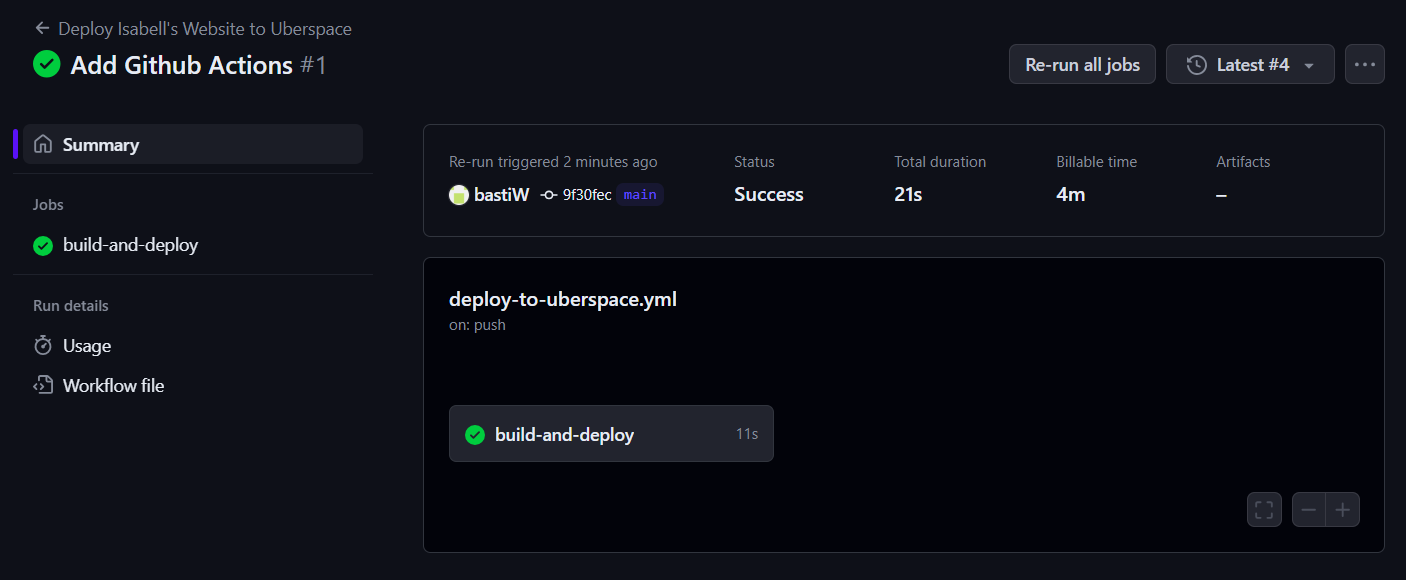 Deploy Isabell's Website to Uberspace
Add Github Actions #1
Re-run all jobs
Latest #4
Summary
Jobs
build-and-deploy
Run details
Usage
Workflow file
Re-run triggered 2 minutes ago
bastiW 9f30fec main
Status
Success
Total duration
21s
Billable time
4m
Artifacts
–
deploy-to-uberspace.yml
on: push
build-and-deploy 11s